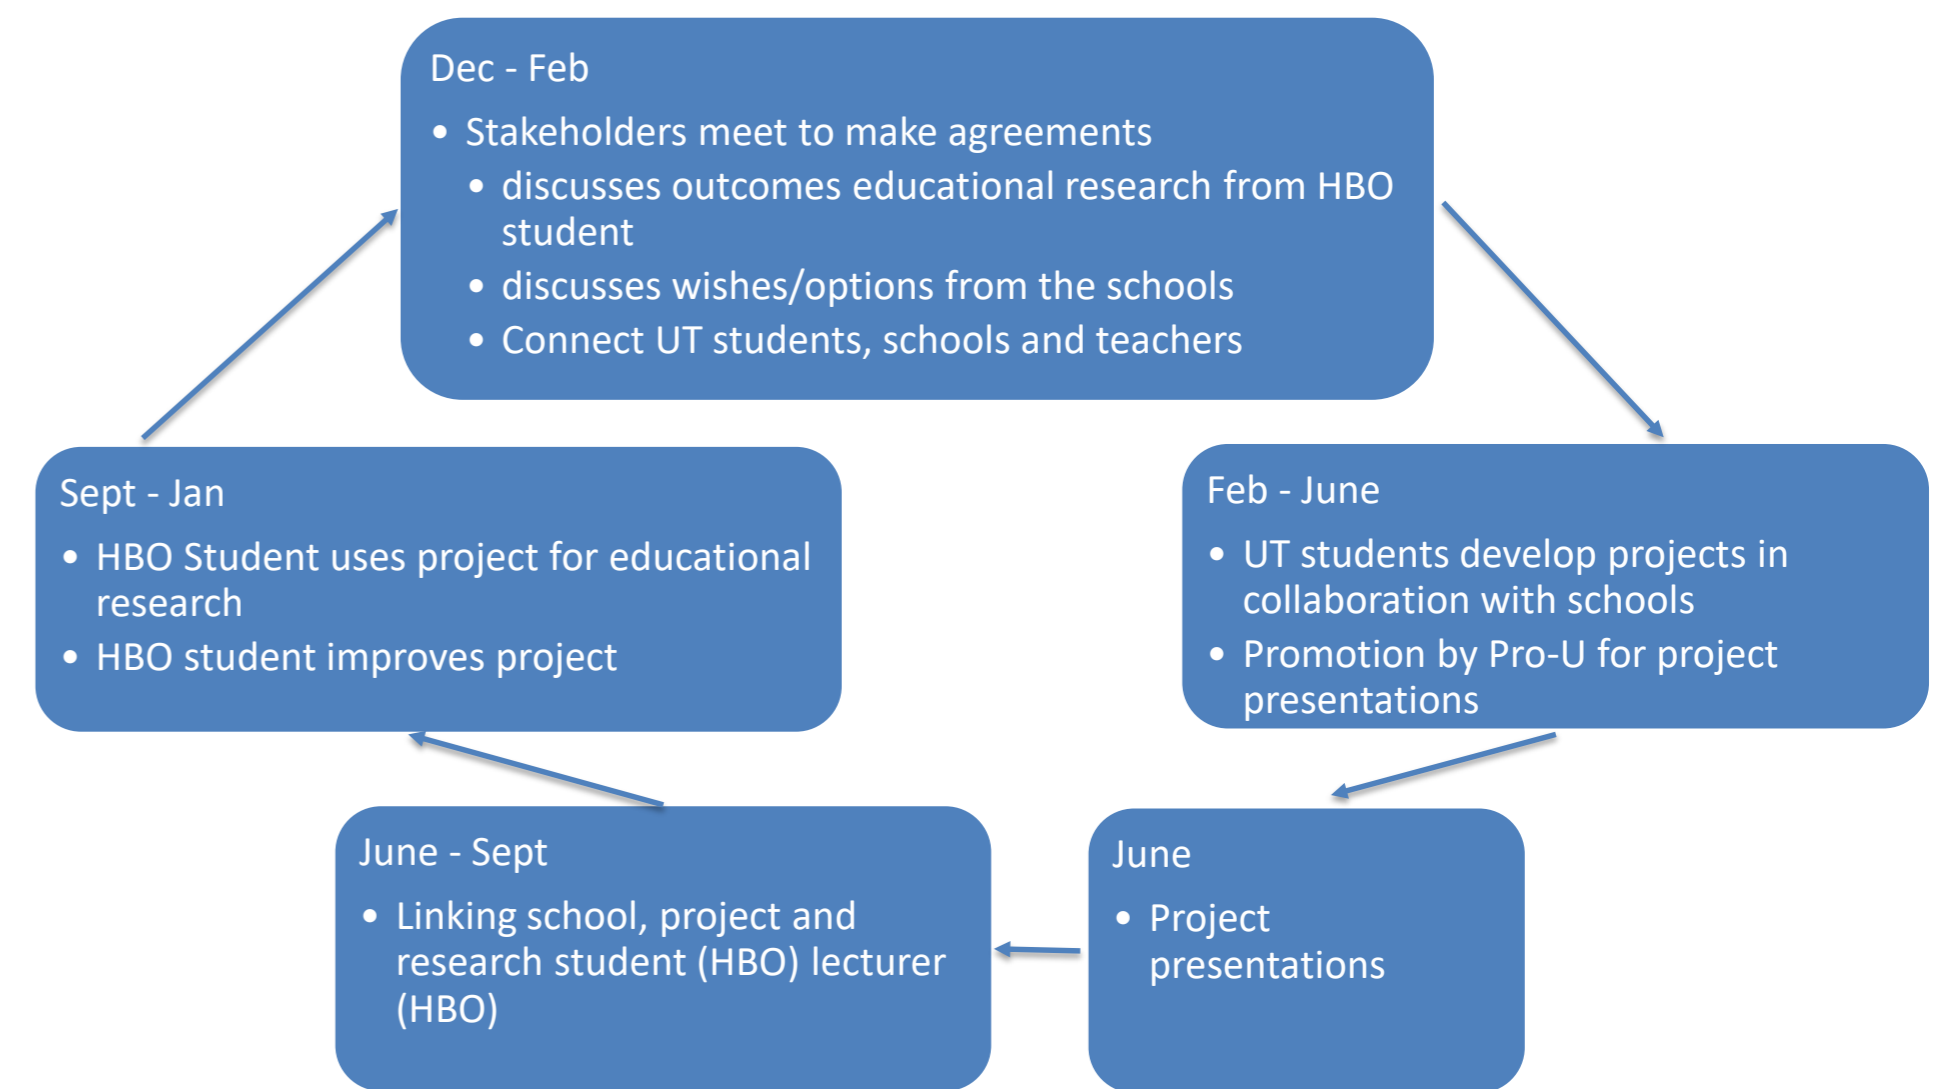 Dec - Feb
• Stakeholders meet to make agreements
• discusses outcomes educational research from HBO
student
• discusses wishes/options from the schools
• Connect UT students, schools and teachers
Sept - Jan
• HBO Student uses project for educational
research
• HBO student improves project
Feb - June
• UT students develop projects in
collaboration with schools
• Promotion by Pro-U for project
presentations
June - Sept
• Linking school, project and
research student (HBO) lecturer
(HBO)
June
• Project
presentations